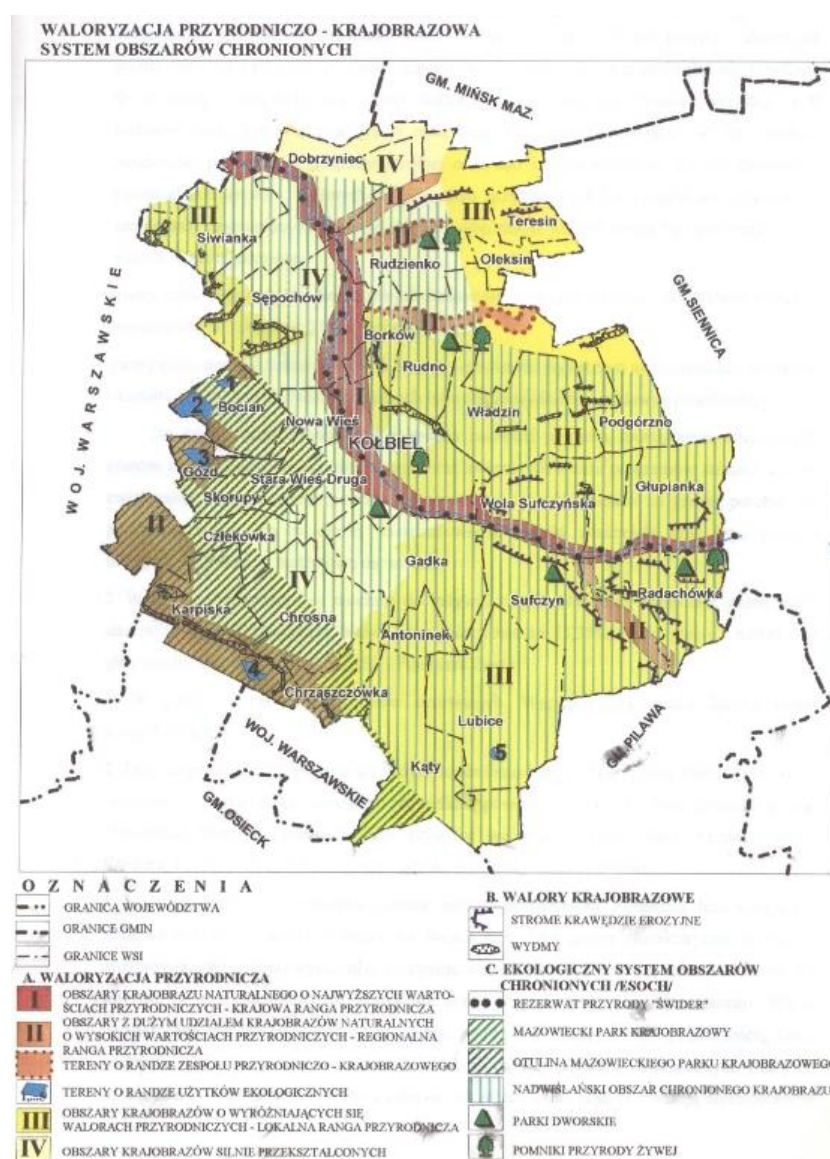 WALORYZACJA PRZYRODNICZO - KRAJOBRAZOWA
SYSTEM OBSZARÓW CHRONIONYCH
GM. MIŃSK MAZ.
Dobrzyniec
IV
II
III
III
Teresin
Siwianka
II
Rudzienko
Oleksin
IV
Sępochów
GM.SIENNICA
WOJ. WARSZAWSKIE
II
Borków
Rudno
1
2
Bocian
I
Władzin
Podgórzno
Nowa Wieś
III
KOŁBIEL
3
Gózd
Stara Wieś Druga
Głupianka
Skorupy
Wola Sufczyńska
II
Człekówka
Gadka
IV
Sufczyn
Radachówka
Karpiska
Chrosna
Antoninek
II
4
III
Chrząszczówka
Lubice
WOJ. WARSZAWSKIE
Kąty
5
GM.PILAWA
GM.OSIECK
OZNACZENIA
GRANICA WOJEWÓDZTWA
GRANICE GMIN
GRANICE WSI
A. WALORYZACJA PRZYRODNICZA
I OBSZARY KRAJOBRAZU NATURALNEGO O NAJWYŻSZYCH WARTO-
ŚCIACH PRZYRODNICZYCH - KRAJOWA RANGA PRZYRODNICZA
II OBSZARY Z DUŻYM UDZIAŁEM KRAJOBRAZÓW NATURALNYCH
O WYSOKICH WARTOŚCIACH PRZYRODNICZYCH - REGIONALNA
RANGA PRZYRODNICZA
TERENY O RANDZE ZESPOŁU PRZYRODNICZO - KRAJOBRAZOWEGO
TERENY O RANDZE UŻYTKÓW EKOLOGICZNYCH
III OBSZARY KRAJOBRAZÓW O WYRÓŻNIAJĄCYCH SIĘ
WALORACH PRZYRODNICZYCH - LOKALNA RANGA PRZYRODNICZA
IV OBSZARY KRAJOBRAZÓW SILNIE PRZEKSZTAŁCONYCH
B. WALORY KRAJOBRAZOWE
STROME KRAWĘDZIE EROZYJNE
WYDMY
C. EKOLOGICZNY SYSTEM OBSZARÓW
CHRONIONYCH /ESOCH/
REZERWAT PRZYRODY "ŚWIDER"
MAZOWIECKI PARK KRAJOBRAZOWY
OTULINA MAZOWIECKIEGO PARKU KRAJOBRAZOWEGO
NADWIŚLAŃSKI OBSZAR CHRONIONEGO KRAJOBRAZU
PARKI DWORSKIE
POMNIKI PRZYRODY ŻYWEJ